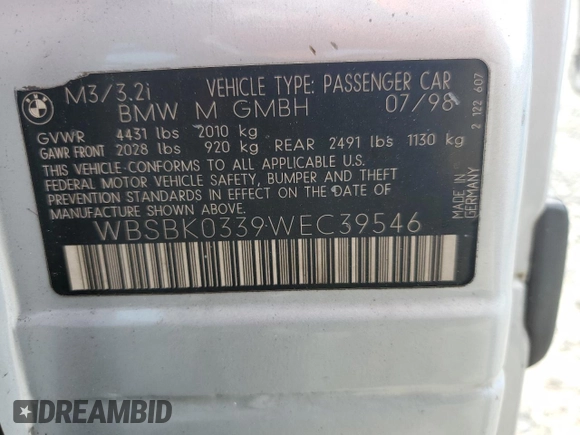 BMW
M3/3.2i VEHICLE TYPE: PASSENGER CAR
BMW M GMBH 07/98
GVWR 4431 lbs 2010 kg
GAWR FRONT 2028 lbs 920 kg REAR 2491 lbs 1130 kg
THIS VEHICLE CONFORMS TO ALL APPLICABLE U.S.
FEDERAL MOTOR VEHICLE SAFETY, BUMPER AND THEFT
PREVENTION STANDARDS IN EFFECT ON THE DATE OF
MANUFACTURE SHOWN ABOVE.
WBSBK0339WEC39546
MADE IN
GERMANY
2 122 607
DREAMBID